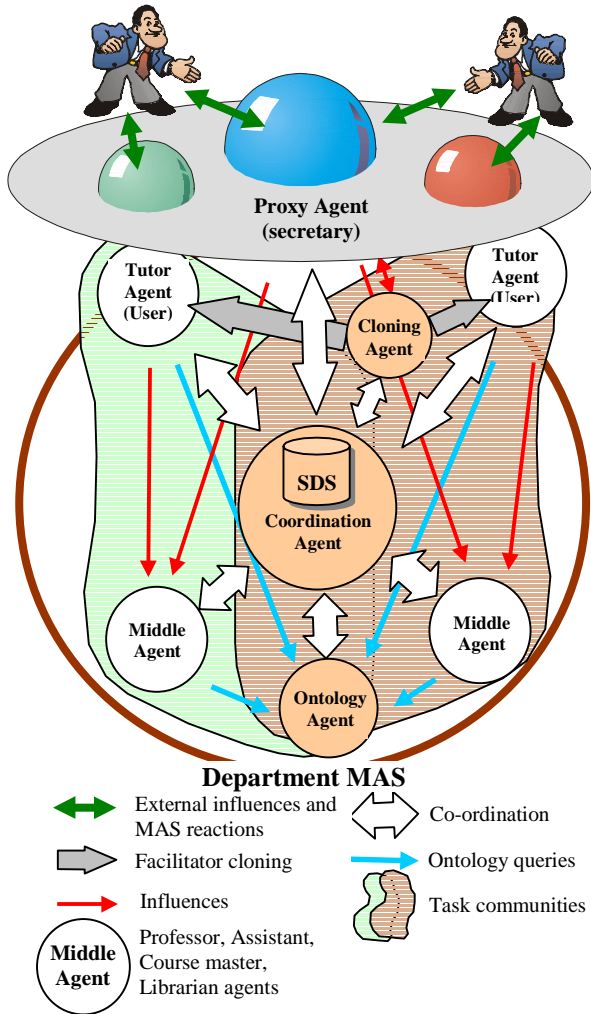 Proxy Agent
(secretary)
Tutor
Agent
(User)
Tutor
Agent
(User)
Cloning
Agent
SDS
Coordination
Agent
Middle
Agent
Middle
Agent
Ontology
Agent
Department MAS
External influences and
MAS reactions
Co-ordination
Facilitator cloning
Ontology queries
Influences
Task communities
Middle
Agent
Professor, Assistant,
Course master,
Librarian agents